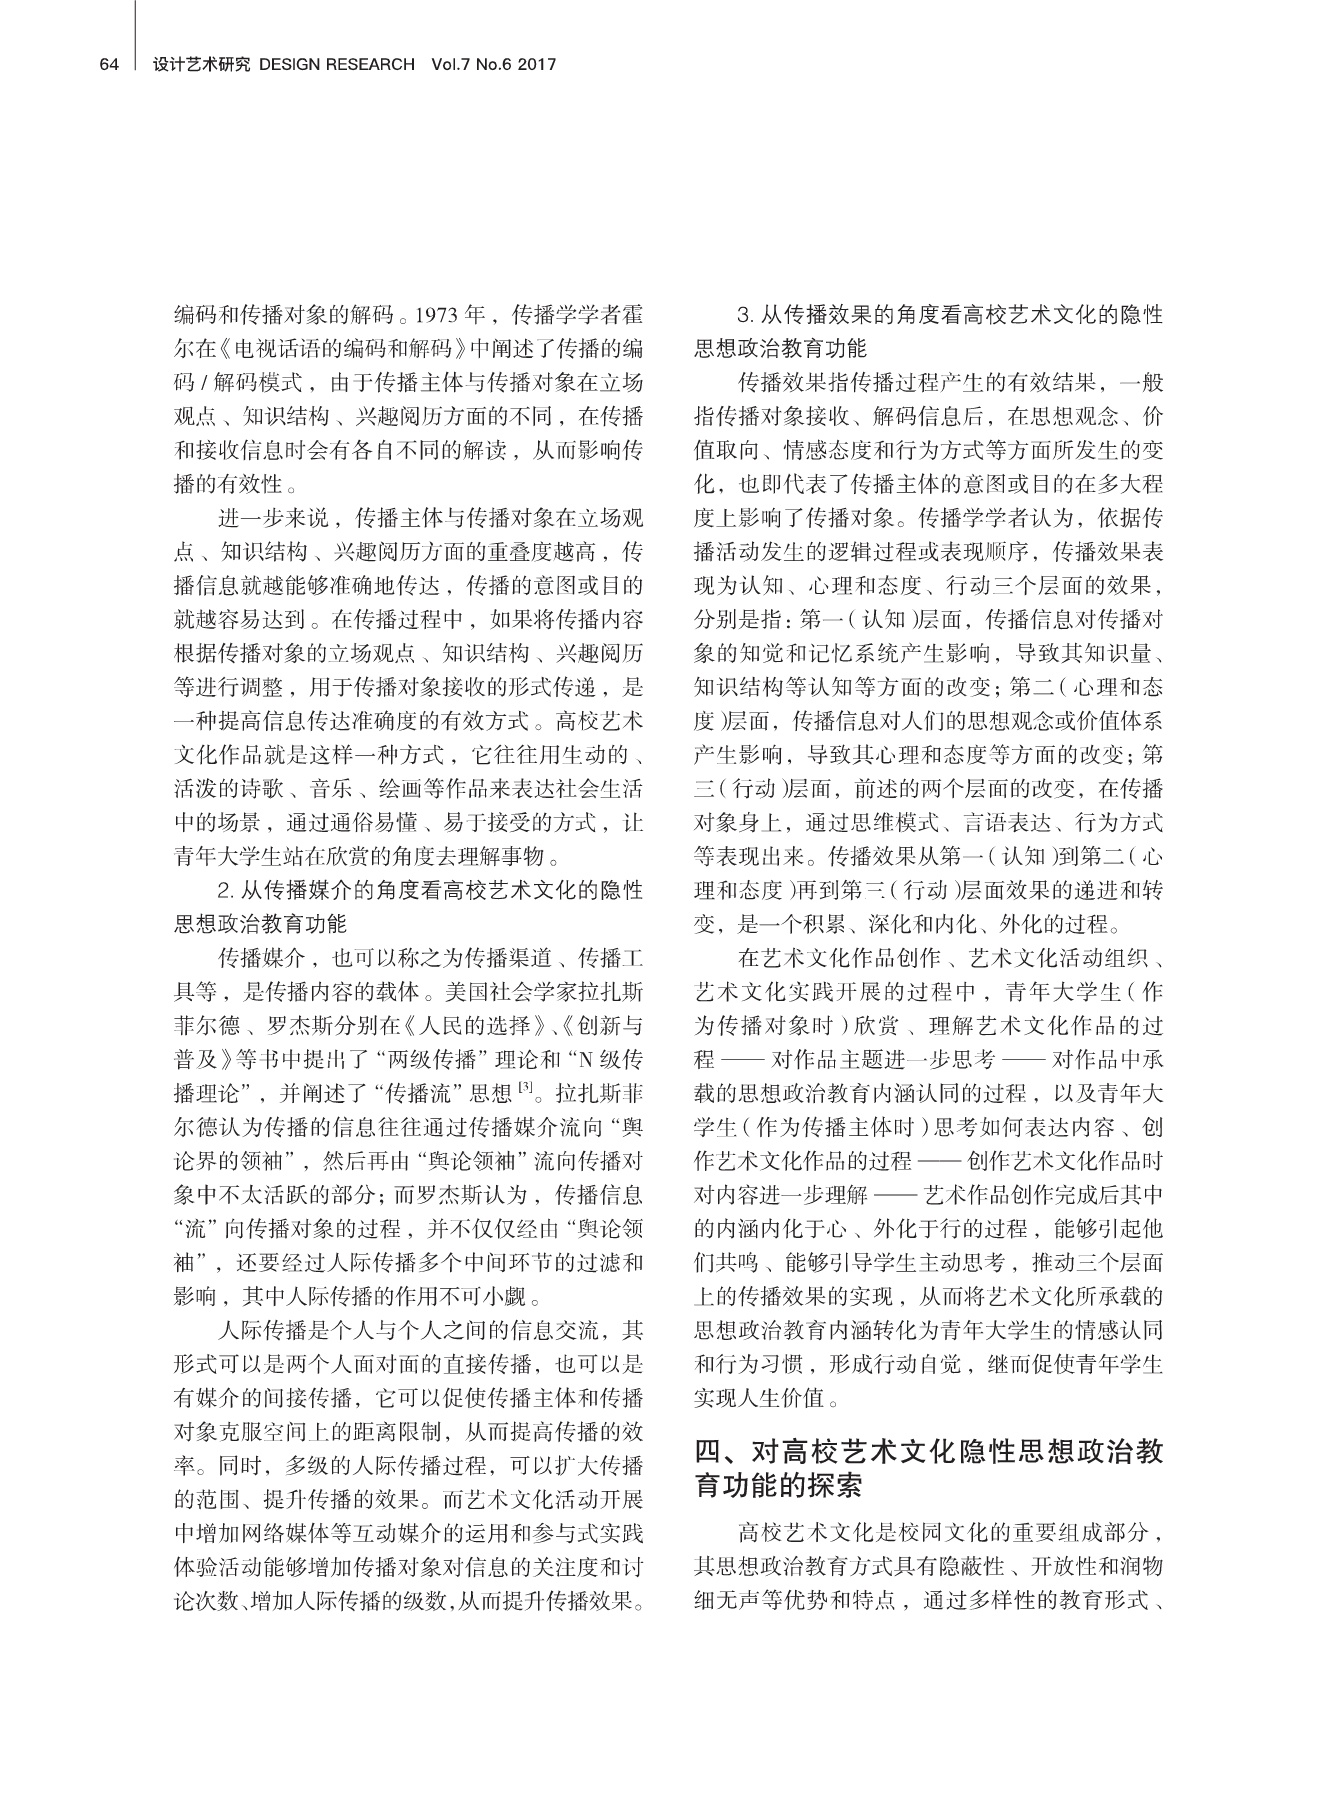 64 设计艺术研究 DESIGN RESEARCH Vol.7 No.6 2017
编码和传播对象的解码。1973 年，传播学学者霍
尔在《电视话语的编码和解码》中阐述了传播的编
码 / 解码模式，由于传播主体与传播对象在立场
观点、知识结构、兴趣阅历方面的不同，在传播
和接收信息时会有各自不同的解读，从而影响传
播的有效性。
进一步来说，传播主体与传播对象在立场观
点、知识结构、兴趣阅历方面的重叠度越高，传
播信息就越能够准确地传达，传播的意图或目的
就越容易达到。在传播过程中，如果将传播内容
根据传播对象的立场观点、知识结构、兴趣阅历
等进行调整，用于传播对象接收的形式传递，是
一种提高信息传达准确度的有效方式。高校艺术
文化作品就是这样一种方式，它往往用生动的、
活泼的诗歌、音乐、绘画等作品来表达社会生活
中的场景，通过通俗易懂、易于接受的方式，让
青年大学生站在欣赏的角度去理解事物。
2. 从传播媒介的角度看高校艺术文化的隐性
思想政治教育功能
传播媒介，也可以称之为传播渠道、传播工
具等，是传播内容的载体。美国社会学家拉扎斯
菲尔德、罗杰斯分别在《人民的选择》、《创新与
普及》等书中提出了“两级传播”理论和“N 级传
播理论”，并阐述了“传播流”思想[3]。拉扎斯菲
尔德认为传播的信息往往通过传播媒介流向“舆
论界的领袖”，然后再由“舆论领袖”流向传播对
象中不太活跃的部分；而罗杰斯认为，传播信息
“流”向传播对象的过程，并不仅仅经由“舆论领
袖”，还要经过人际传播多个中间环节的过滤和
影响，其中人际传播的作用不可小觑。
人际传播是个人与个人之间的信息交流，其
形式可以是两个人面对面的直接传播，也可以是
有媒介的间接传播，它可以促使传播主体和传播
对象克服空间上的距离限制，从而提高传播的效
率。同时，多级的人际传播过程，可以扩大传播
的范围、提升传播的效果。而艺术文化活动开展
中增加网络媒体等互动媒介的运用和参与式实践
体验活动能够增加传播对象对信息的关注度和讨
论次数、增加人际传播的级数，从而提升传播效果。
3. 从传播效果的角度看高校艺术文化的隐性
思想政治教育功能
传播效果指传播过程产生的有效结果，一般
指传播对象接收、解码信息后，在思想观念、价
值取向、情感态度和行为方式等方面所发生的变
化，也即代表了传播主体的意图或目的在多大程
度上影响了传播对象。传播学学者认为，依据传
播活动发生的逻辑过程或表现顺序，传播效果表
现为认知、心理和态度、行动三个层面的效果，
分别是指：第一（认知）层面，传播信息对传播对
象的知觉和记忆系统产生影响，导致其知识量、
知识结构等认知等方面的改变；第二（心理和态
度）层面，传播信息对人们的思想观念或价值体系
产生影响，导致其心理和态度等方面的改变；第
三（行动）层面，前述的两个层面的改变，在传播
对象身上，通过思维模式、言语表达、行为方式
等表现出来。传播效果从第一（认知）到第二（心
理和态度）再到第三（行动）层面效果的递进和转
变，是一个积累、深化和内化、外化的过程。
在艺术文化作品创作、艺术文化活动组织、
艺术文化实践开展的过程中，青年大学生（作
为传播对象时）欣赏、理解艺术文化作品的过
程——对作品主题进一步思考——对作品中承
载的思想政治教育内涵认同的过程，以及青年大
学生（作为传播主体时）思考如何表达内容、创
作艺术文化作品的过程——创作艺术文化作品时
对内容进一步理解——艺术作品创作完成后其中
的内涵内化于心、外化于行的过程，能够引起他
们共鸣、能够引导学生主动思考，推动三个层面
上的传播效果的实现，从而将艺术文化所承载的
思想政治教育内涵转化为青年大学生的情感认同
和行为习惯，形成行动自觉，继而促使青年学生
实现人生价值。
四、对高校艺术文化隐性思想政治教
育功能的探索
高校艺术文化是校园文化的重要组成部分，
其思想政治教育方式具有隐蔽性、开放性和润物
细无声等优势和特点，通过多样性的教育形式、